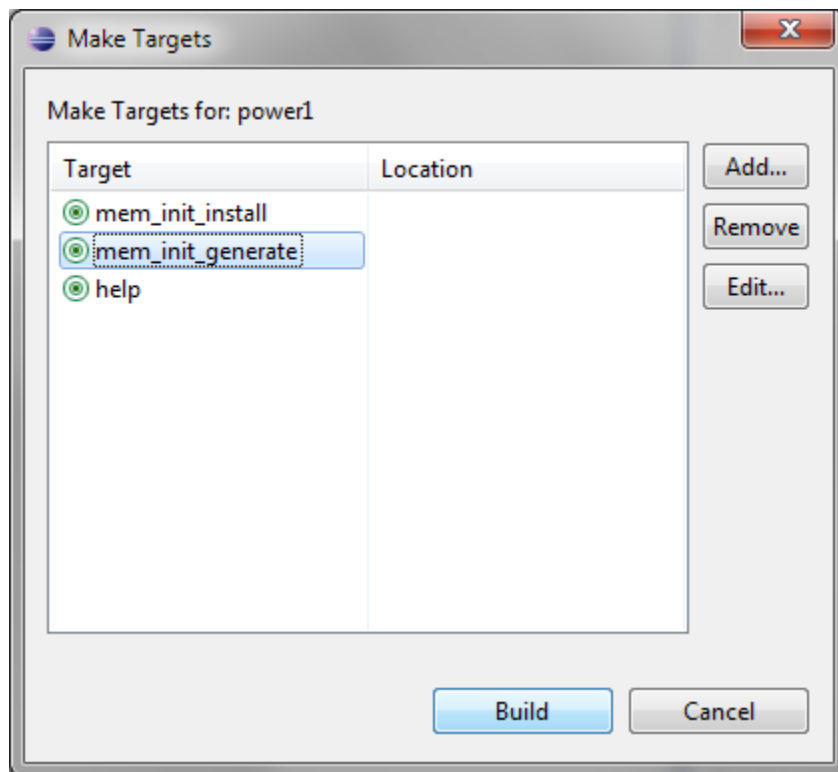 Make Targets
Make Targets for: power1
Target Location
mem_init_install
mem_init_generate
help
Add...
Remove
Edit...
Build Cancel